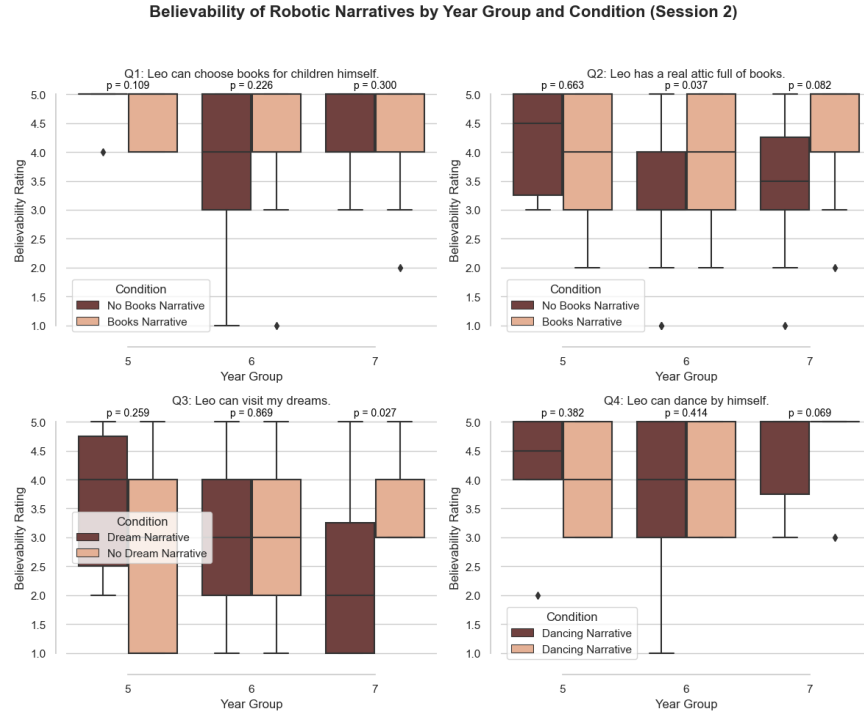 Believability of Robotic Narratives by Year Group and Condition (Session 2)
Q1: Leo can choose books for children himself.
p = 0.109 p = 0.226 p = 0.300
5.0
4.5
4.0
3.5
3.0
2.5
2.0
1.5
1.0
Believability Rating
Condition
No Books Narrative
Books Narrative
5 6 7
Year Group
Q2: Leo has a real attic full of books.
p = 0.663 p = 0.037 p = 0.082
5.0
4.5
4.0
3.5
3.0
2.5
2.0
1.5
1.0
Believability Rating
Condition
No Books Narrative
Books Narrative
5 6 7
Year Group
Q3: Leo can visit my dreams.
p = 0.259 p = 0.869 p = 0.027
5.0
4.5
4.0
3.5
3.0
2.5
2.0
1.5
1.0
Believability Rating
Condition
Dream Narrative
No Dream Narrative
5 6 7
Year Group
Q4: Leo can dance by himself.
p = 0.382 p = 0.414 p = 0.069
5.0
4.5
4.0
3.5
3.0
2.5
2.0
1.5
1.0
Believability Rating
Condition
Dancing Narrative
Dancing Narrative
5 6 7
Year Group